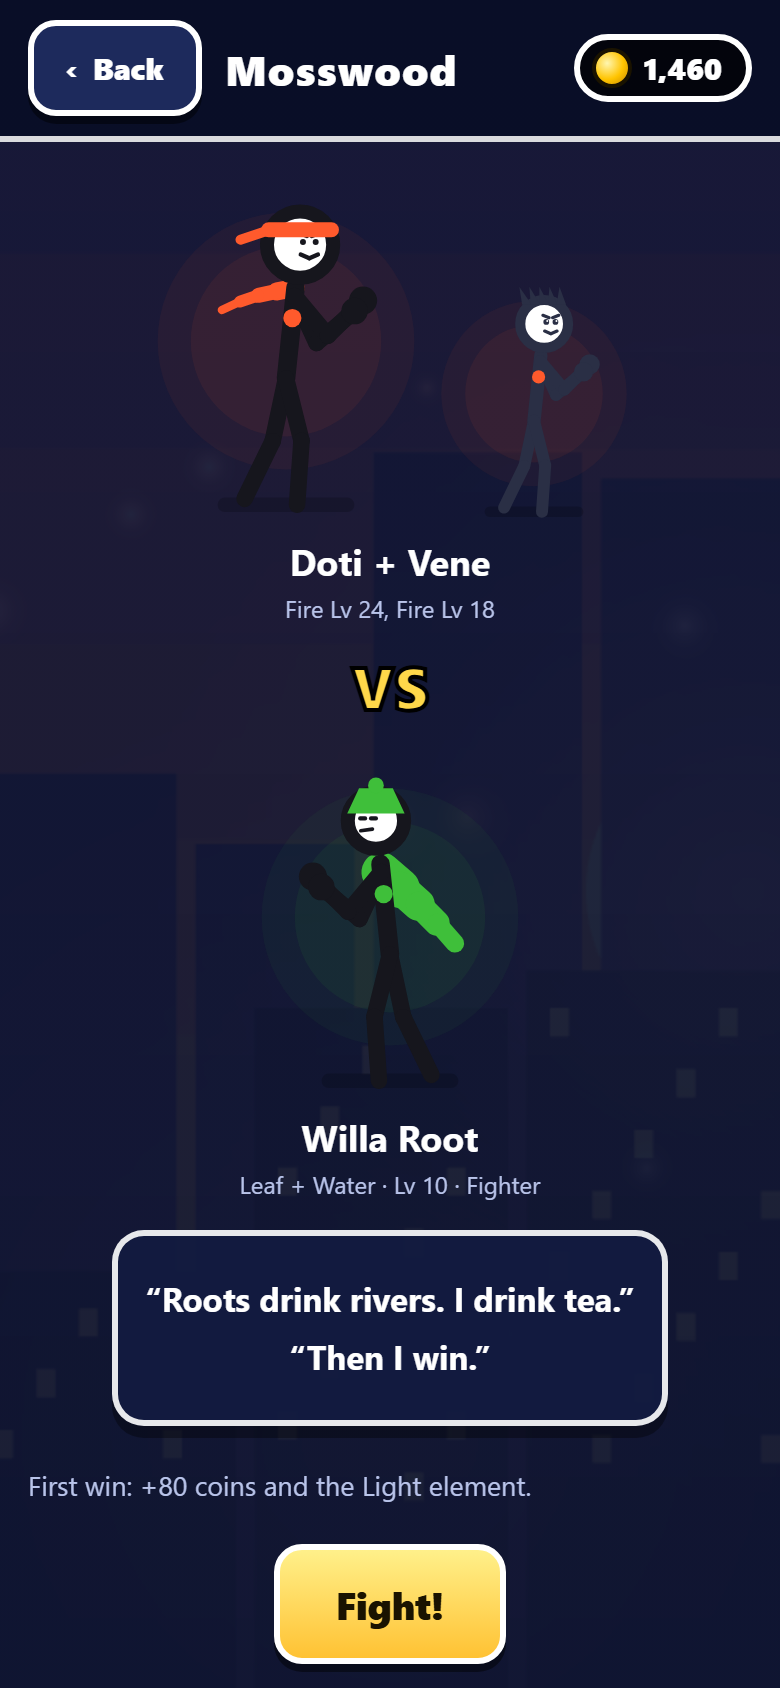 ‹ Back
Mosswood
1,460
Doti + Vene
Fire Lv 24, Fire Lv 18
VS
Willa Root
Leaf + Water · Lv 10 · Fighter
“Roots drink rivers. I drink tea.”
“Then I win.”
First win: +80 coins and the Light element.
Fight!